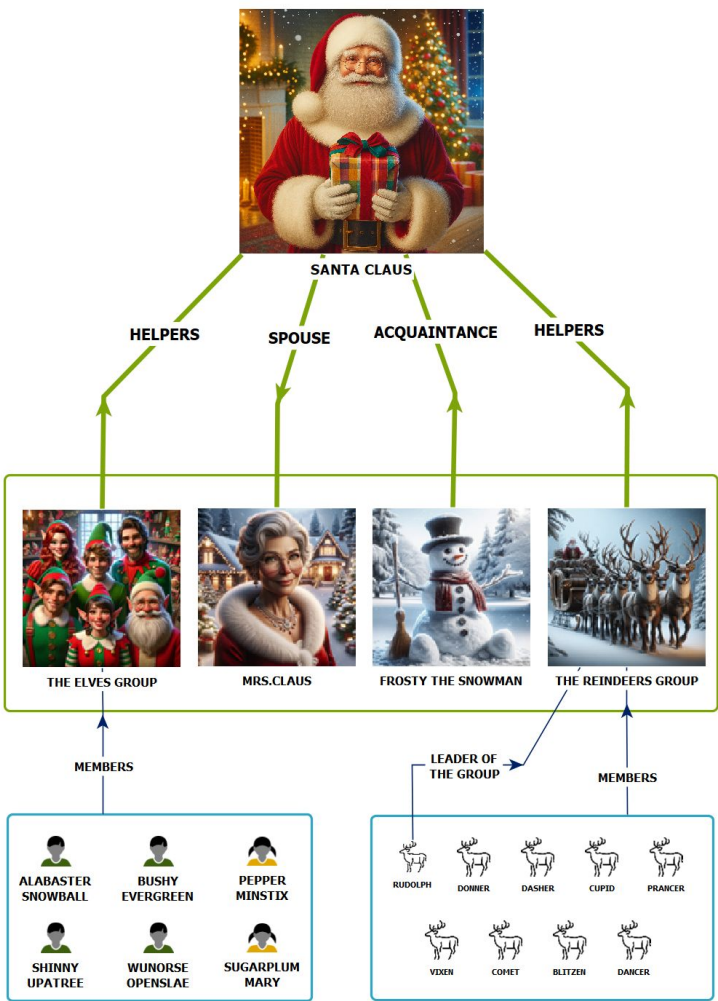 SANTA CLAUS
HELPERS
SPOUSE
ACQUAINTANCE
HELPERS
THE ELVES GROUP
MRS.CLAUS
FROSTY THE SNOWMAN
THE REINDEERS GROUP
MEMBERS
LEADER OF
THE GROUP
MEMBERS
ALABASTER
SNOWBALL
BUSHY
EVERGREEN
PEPPER
MINSTIX
SHINNY
UPATREE
WUNORSE
OPENSLAE
SUGARPLUM
MARY
RUDOLPH
DONNER
DASHER
CUPID
PRANCER
VIXEN
COMET
BLITZEN
DANCER